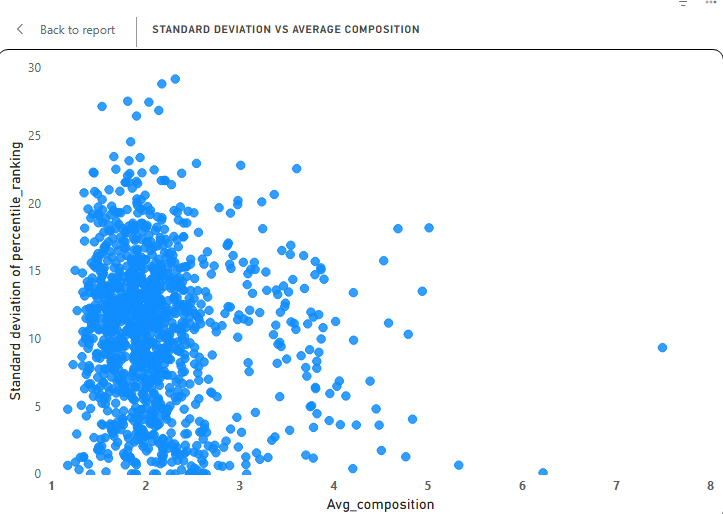 Back to report
STANDARD DEVIATION VS AVERAGE COMPOSITION
Standard deviation of percentile_ranking
30
25
20
15
10
5
0
1 2 3 4 5 6 7 8
Avg_composition